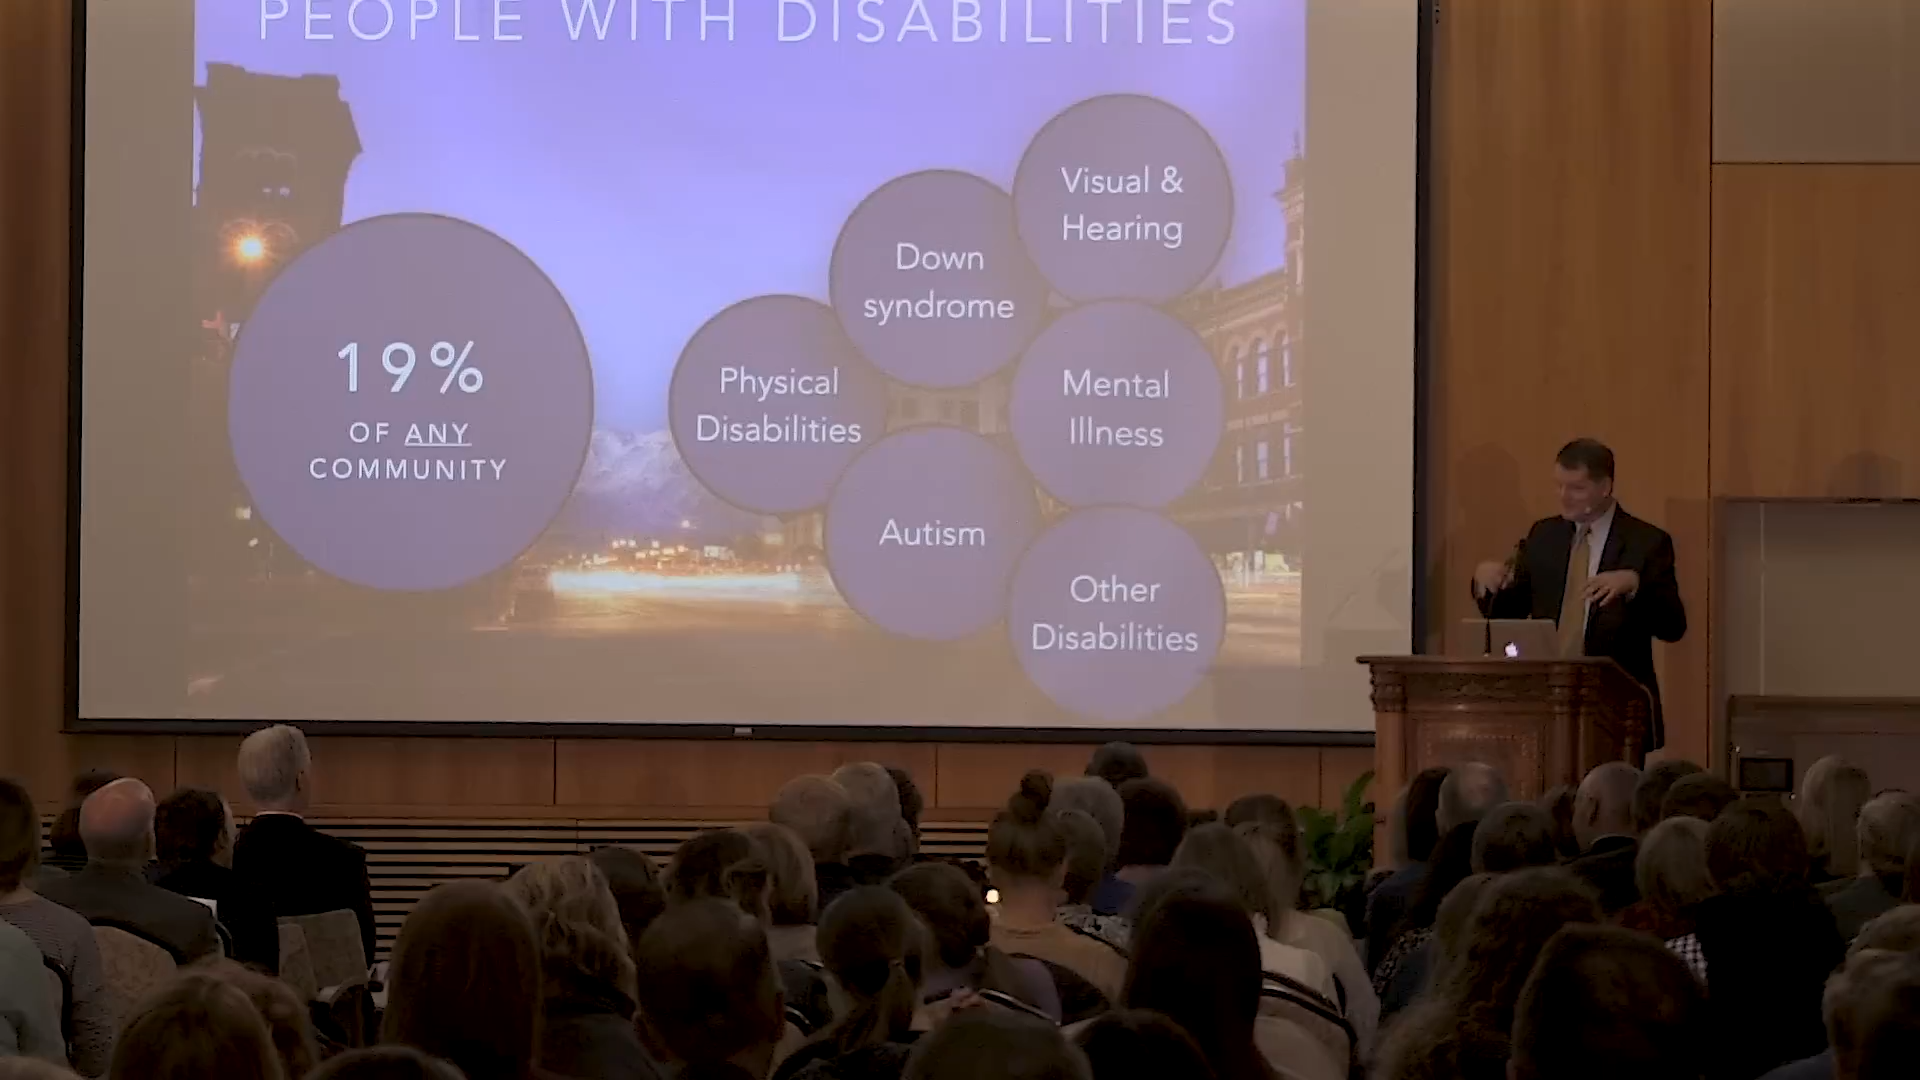 PEOPLE WITH DISABILITIES
19%
OF ANY
COMMUNITY
Physical
Disabilities
Down
syndrome
Visual &
Hearing
Mental
Illness
Autism
Other
Disabilities